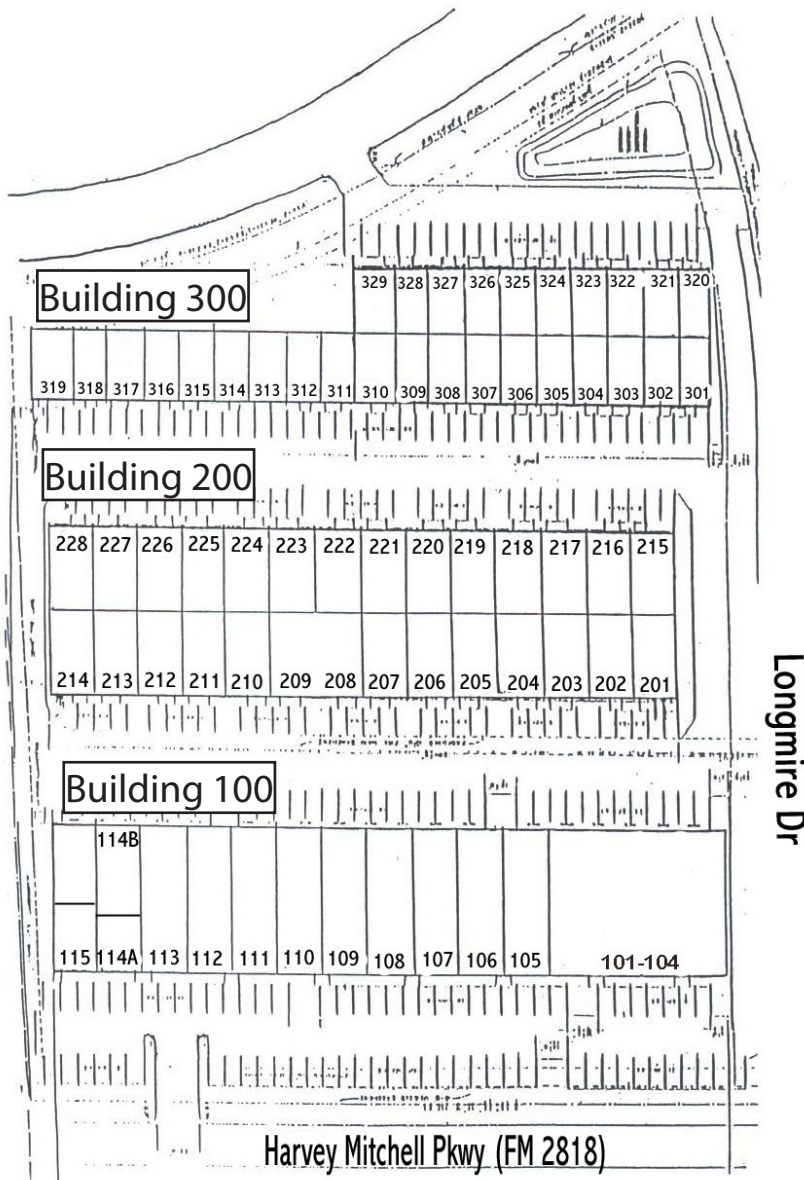 Building 300
329 328 327 326 325 324 323 322 321 320
319 318 317 316 315 314 313 312 311 310 309 308 307 306 305 304 303 302 301
Building 200
228 227 226 225 224 223 222 221 220 219 218 217 216 215
214 213 212 211 210 209 208 207 206 205 204 203 202 201
Longmire Dr
Building 100
114B
115 114A 113 112 111 110 109 108 107 106 105 101-104
Harvey Mitchell Pkwy (FM 2818)